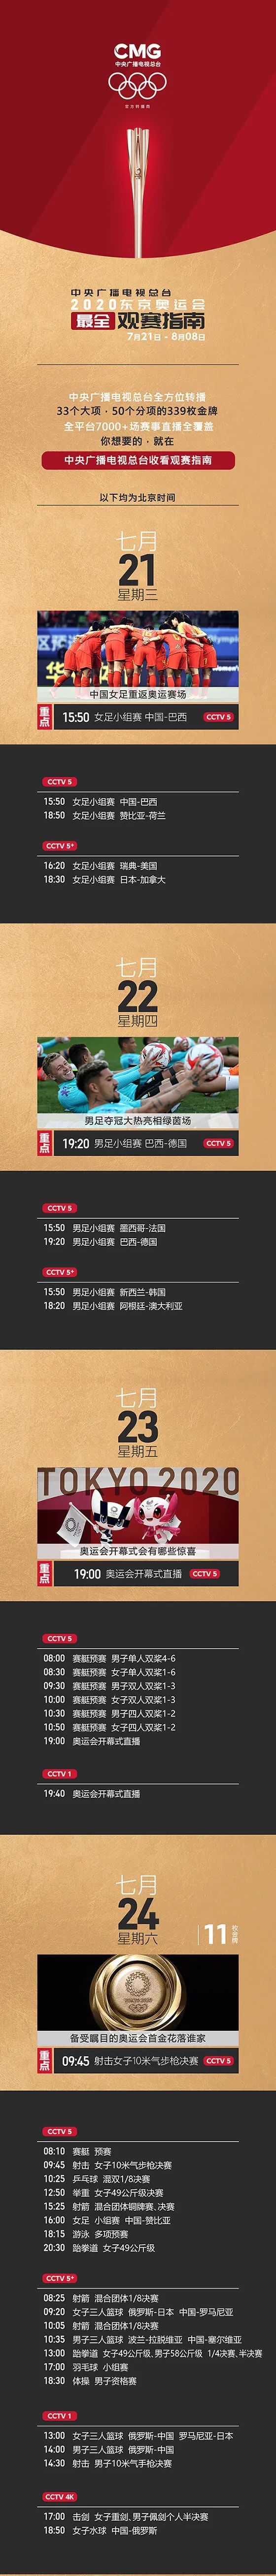 CMG
中央广播电视总台
官方转播商
中央广播电视总台
2020东京奥运会
最全 观赛指南
7月21日 - 8月08日
中央广播电视总台全方位转播
33个大项，50个分项的339枚金牌
全平台7000+场赛事直播全覆盖
你想要的，就在
中央广播电视总台收看观赛指南
以下均为北京时间
七月
21
星期三
中国女足重返奥运赛场
重点 15:50 女足小组赛 中国-巴西 CCTV 5
CCTV 5
15:50 女足小组赛 中国-巴西
18:50 女足小组赛 赞比亚-荷兰
CCTV 5+
16:20 女足小组赛 瑞典-美国
18:30 女足小组赛 日本-加拿大
七月
22
星期四
男足夺冠大热亮相绿茵场
重点 19:20 男足小组赛 巴西-德国 CCTV 5
CCTV 5
15:50 男足小组赛 墨西哥-法国
19:20 男足小组赛 巴西-德国
CCTV 5+
15:50 男足小组赛 新西兰-韩国
18:20 男足小组赛 阿根廷-澳大利亚
七月
23
星期五
TOKYO 2020
奥运会开幕式会有哪些惊喜
重点 19:00 奥运会开幕式直播 CCTV 5
CCTV 5
08:00 赛艇预赛 男子单人双桨4-6
08:30 赛艇预赛 女子单人双桨1-6
09:30 赛艇预赛 男子双人双桨1-3
10:00 赛艇预赛 女子双人双桨1-3
10:30 赛艇预赛 男子四人双桨1-2
10:50 赛艇预赛 女子四人双桨1-2
19:00 奥运会开幕式直播
CCTV 1
19:40 奥运会开幕式直播
七月
24
星期六
11 枚金牌
备受瞩目的奥运会首金花落谁家
重点 09:45 射击女子10米气步枪决赛 CCTV 5
CCTV 5
08:10 赛艇 预赛
09:45 射击 女子10米气步枪决赛
10:25 乒乓球 混双1/8决赛
12:50 举重 女子49公斤级决赛
15:25 射箭 混合团体铜牌赛、决赛
16:00 女足 小组赛 中国-赞比亚
18:15 游泳 多项预赛
20:30 跆拳道 女子49公斤级
CCTV 5+
08:25 射箭 混合团体1/8决赛
09:20 女子三人篮球 俄罗斯-日本 中国-罗马尼亚
10:05 射箭 混合团体1/8决赛
10:35 男子三人篮球 波兰-拉脱维亚 中国-塞尔维亚
13:00 跆拳道 女子49公斤级、男子58公斤级 1/4决赛、半决赛
17:00 羽毛球 小组赛
18:30 体操 男子资格赛
CCTV 1
13:00 女子三人篮球 俄罗斯-中国 罗马尼亚-日本
14:00 男子三人篮球 俄罗斯-中国
14:30 射击 男子10米气手枪决赛
CCTV 4K
17:00 击剑 女子重剑、男子佩剑个人半决赛
18:50 女子水球 中国-俄罗斯